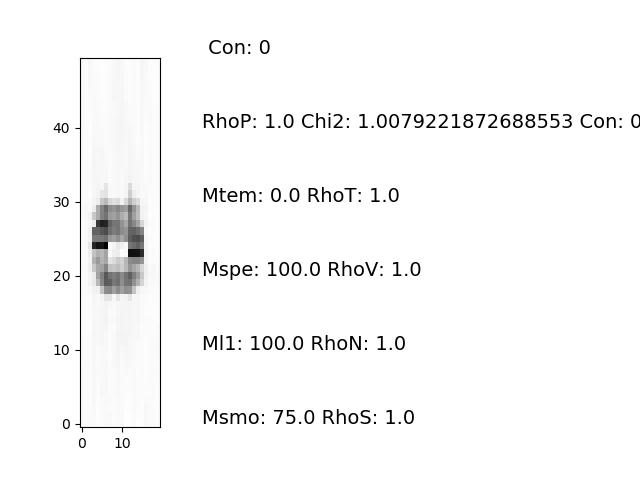 Con: 0
RhoP: 1.0 Chi2: 1.0079221872688553 Con: 0
Mtem: 0.0 RhoT: 1.0
Mspe: 100.0 RhoV: 1.0
Ml1: 100.0 RhoN: 1.0
Msmo: 75.0 RhoS: 1.0
40
30
20
10
0
0 10